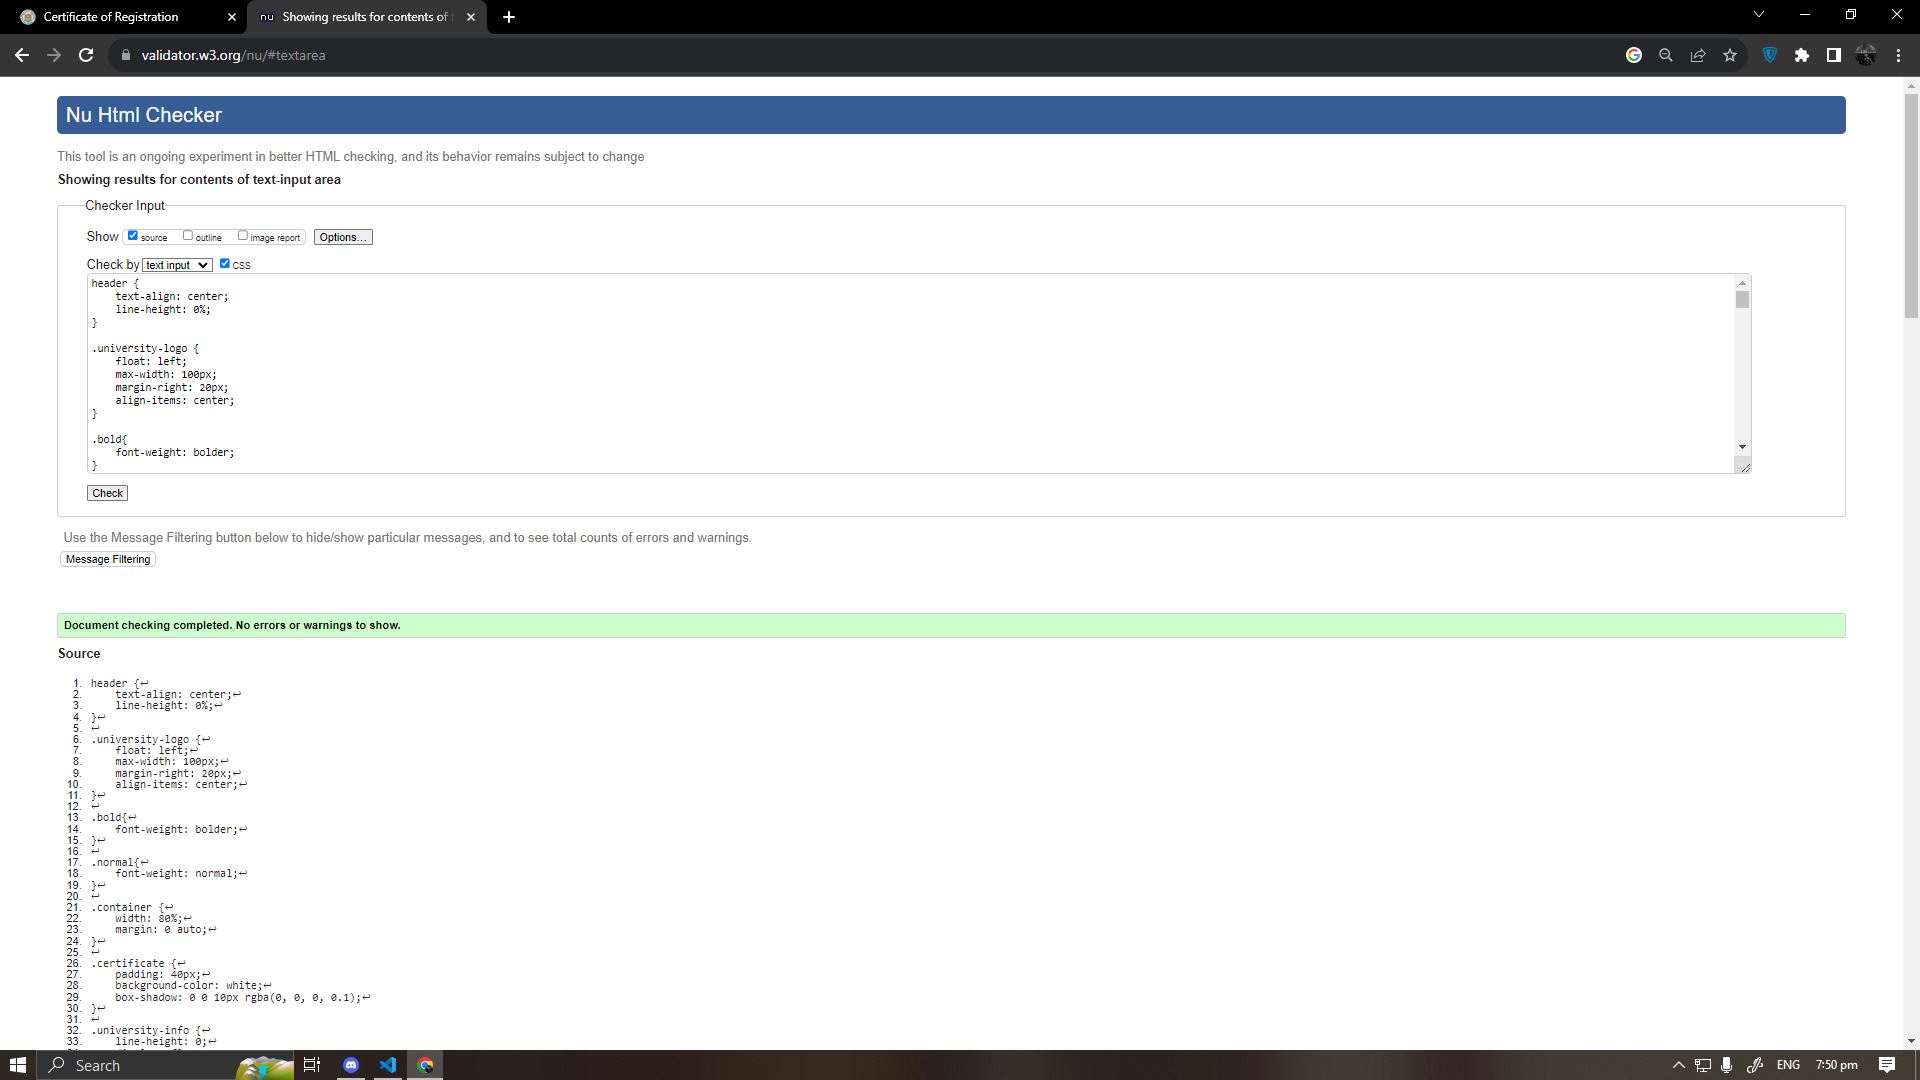 Certificate of Registration
nu Showing results for contents of t
validator.w3.org/nu/#textarea
Nu Html Checker
This tool is an ongoing experiment in better HTML checking, and its behavior remains subject to change
Showing results for contents of text-input area
Checker Input
Show source outline image report Options...
Check by text input CSS
header {
text-align: center;
line-height: 0%;
}
.university-logo {
float: left;
max-width: 100px;
margin-right: 20px;
align-items: center;
}
.bold{
font-weight: bolder;
}
Check
Use the Message Filtering button below to hide/show particular messages, and to see total counts of errors and warnings.
Message Filtering
Document checking completed. No errors or warnings to show.
Source
1. header {↩
2. text-align: center;↩
3. line-height: 0%;↩
4. }↩
5. ↩
6. .university-logo {↩
7. float: left;↩
8. max-width: 100px;↩
9. margin-right: 20px;↩
10. align-items: center;↩
11. }↩
12. ↩
13. .bold{↩
14. font-weight: bolder;↩
15. }↩
16. ↩
17. .normal{↩
18. font-weight: normal;↩
19. }↩
20. ↩
21. .container {↩
22. width: 80%;↩
23. margin: 0 auto;↩
24. }↩
25. ↩
26. .certificate {↩
27. padding: 40px;↩
28. background-color: white;↩
29. box-shadow: 0 0 10px rgba(0, 0, 0, 0.1);↩
30. }↩
31. ↩
32. .university-info {↩
33. line-height: 0;↩
Search
ENG 7:50 pm